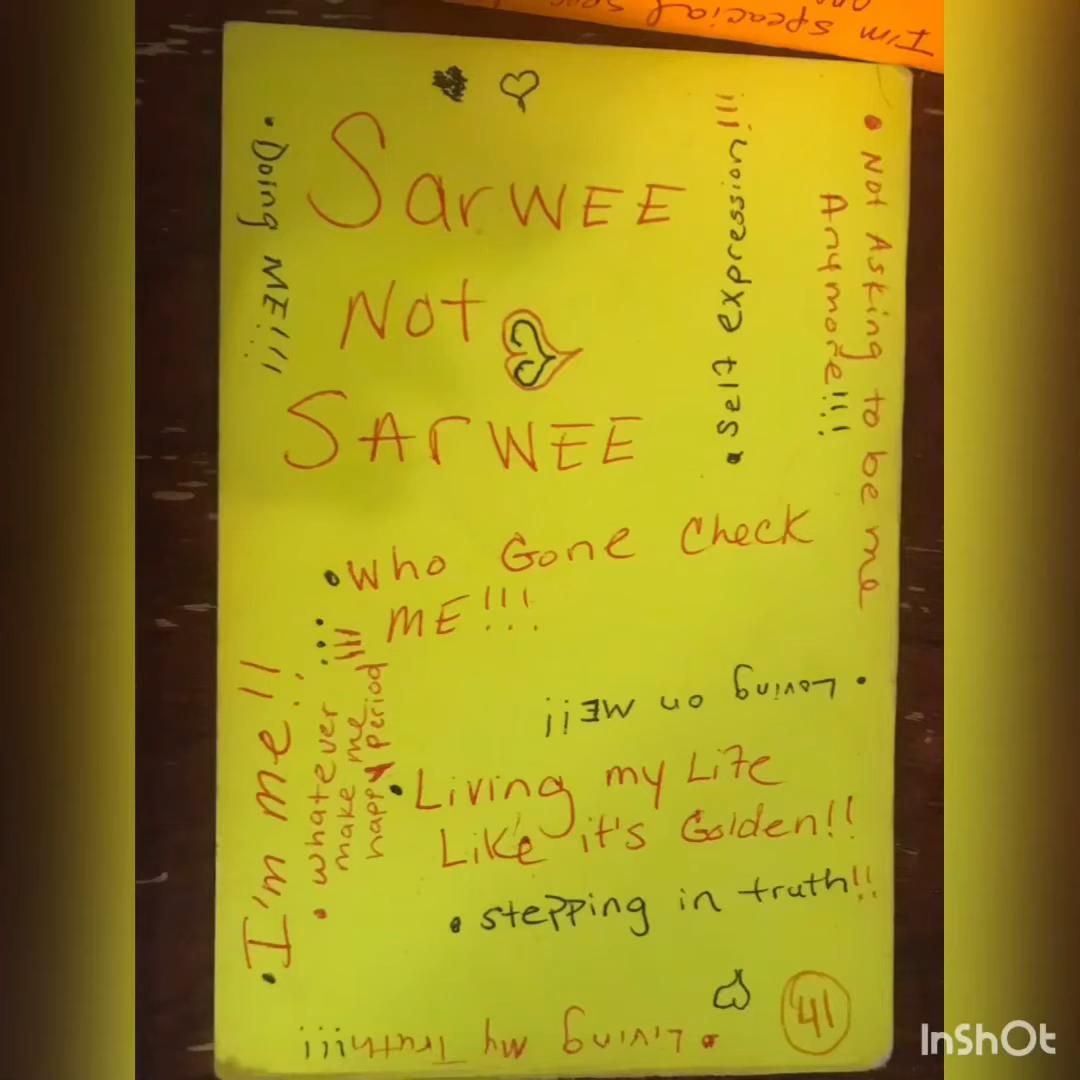 I'm speacial
• Doing ME!!!!
SarWEE
Not
SArWEE
• Self expression!!!
• Not Asking to be me
Anymore!!!!
• Who Gone Check
ME!!!
• I'm me!!
• whatever ...
make me
happy period!!!
• Loving on ME!!
• Living my Life
Like it's Golden!!
• stepping in truth!!
• Living My Truth!!!
41
InShOt